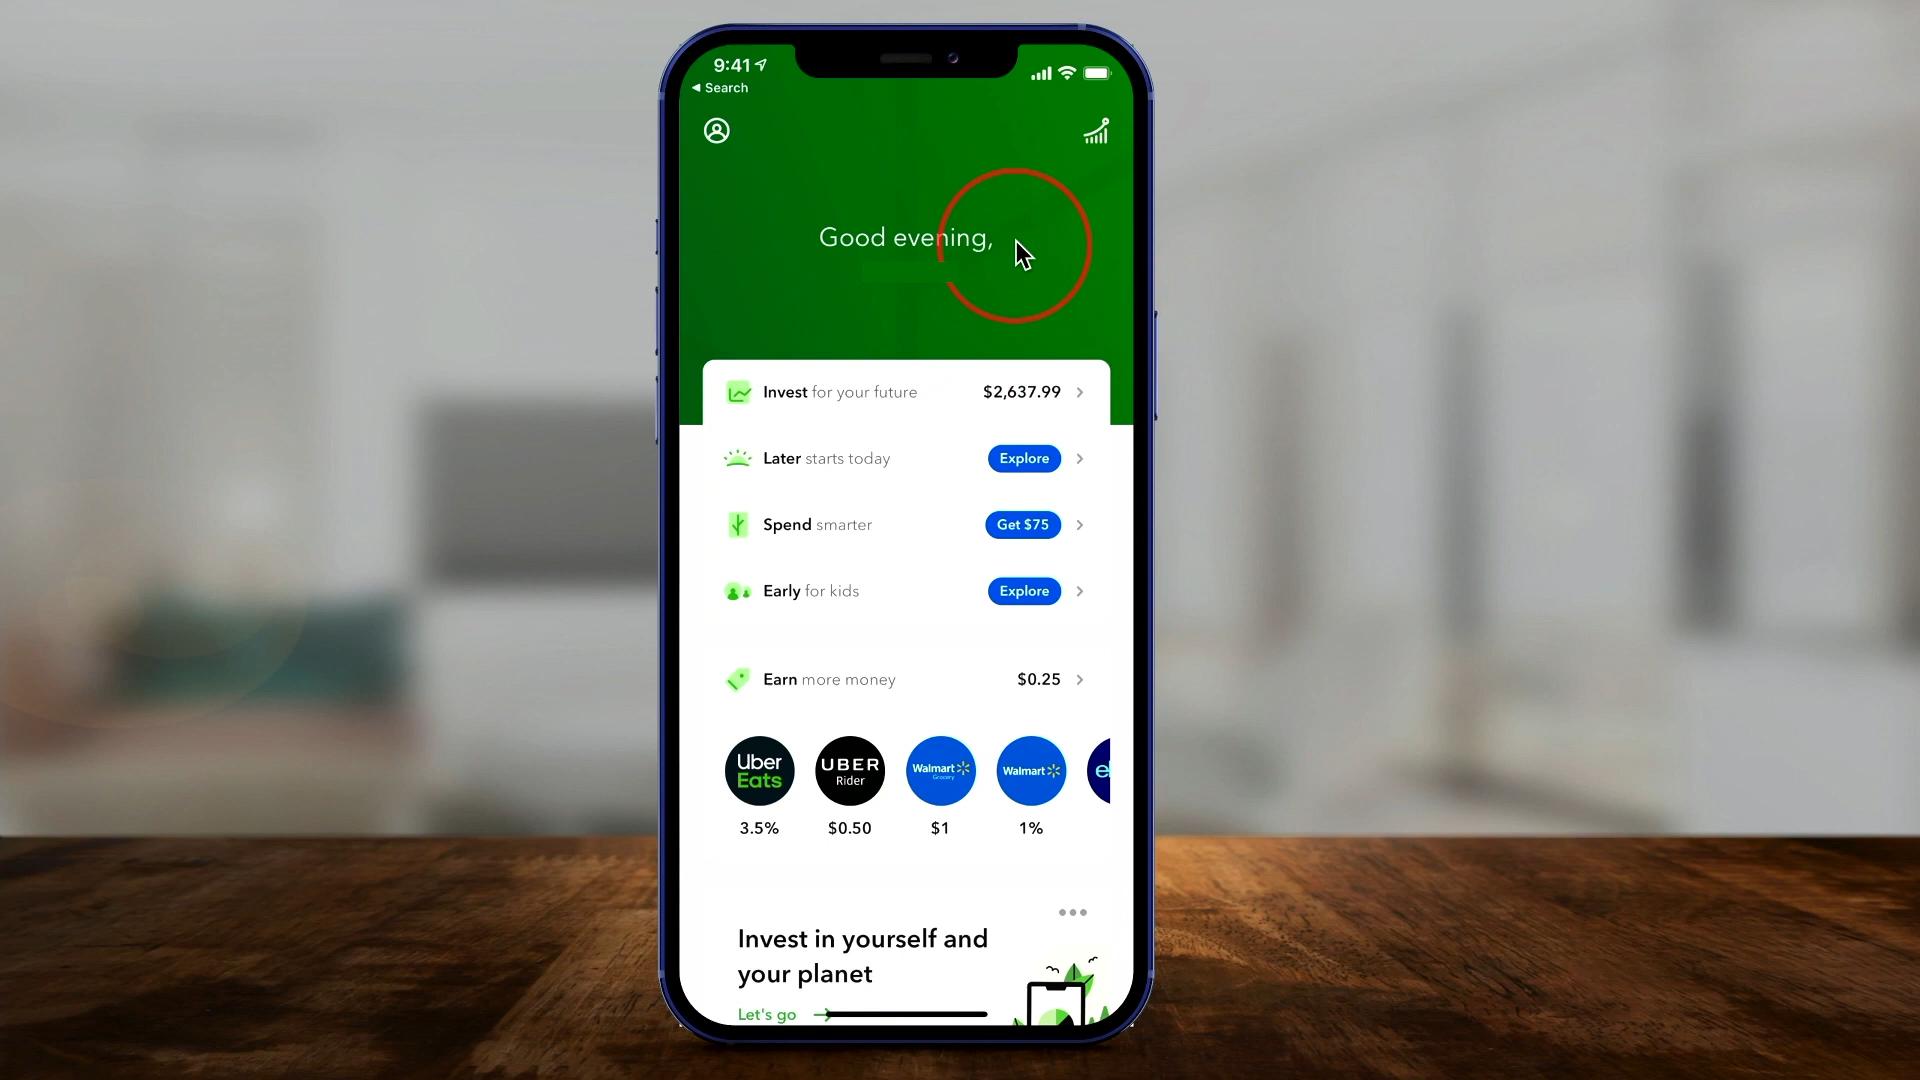 9:41
◀ Search
Good evening,
Invest for your future $2,637.99
Later starts today Explore
Spend smarter Get $75
Early for kids Explore
Earn more money $0.25
Uber Eats
UBER Rider
Walmart Grocery
Walmart
3.5% $0.50 $1 1%
Invest in yourself and
your planet
Let's go